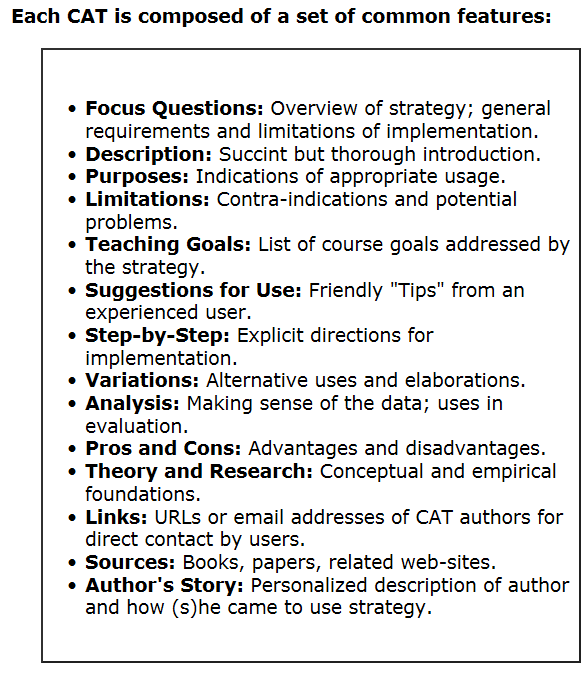 Each CAT is composed of a set of common features:
• Focus Questions: Overview of strategy; general
requirements and limitations of implementation.
• Description: Succint but thorough introduction.
• Purposes: Indications of appropriate usage.
• Limitations: Contra-indications and potential
problems.
• Teaching Goals: List of course goals addressed by
the strategy.
• Suggestions for Use: Friendly "Tips" from an
experienced user.
• Step-by-Step: Explicit directions for
implementation.
• Variations: Alternative uses and elaborations.
• Analysis: Making sense of the data; uses in
evaluation.
• Pros and Cons: Advantages and disadvantages.
• Theory and Research: Conceptual and empirical
foundations.
• Links: URLs or email addresses of CAT authors for
direct contact by users.
• Sources: Books, papers, related web-sites.
• Author's Story: Personalized description of author
and how (s)he came to use strategy.